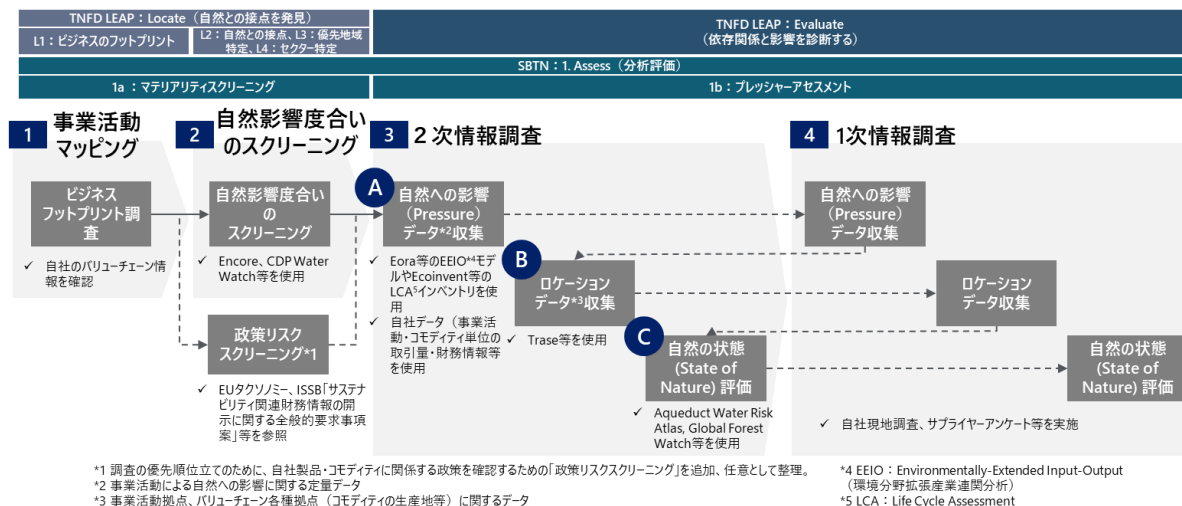 TNFD LEAP：Locate（自然との接点を発見）
TNFD LEAP：Evaluate
（依存関係と影響を診断する）
L1：ビジネスのフットプリント
L2：自然との接点、L3：優先地域
特定、L4：セクター特定
SBTN：1. Assess（分析評価）
1a ：マテリアリティスクリーニング
1b：プレッシャーアセスメント
1
事業活動
マッピング
2
自然影響度合い
のスクリーニング
3
２次情報調査
4
1次情報調査
ビジネス
フットプリント調
査
✓ 自社のバリューチェーン情
報を確認
自然影響度合い
の
スクリーニング
✓ Encore、CDP Water
Watch等を使用
政策リスク
スクリーニング*1
✓ EUタクソノミー、ISSB「サステナ
ビリティ関連財務情報の開
示に関する全般的要求事項
案」等を参照
A
自然への影響
（Pressure）
データ*2収集
✓ Eora等のEEIO*4モデ
ルやEcoinvent等の
LCA5インベントリを使
用
✓ 自社データ（事業活
動・コモディティ単位の
取引量・財務情報等
を使用
B
ロケーション
データ*3収集
✓ Trase等を使用
C
自然の状態
(State of
Nature) 評価
✓ Aqueduct Water Risk
Atlas, Global Forest
Watch等を使用
自然への影響
（Pressure）
データ収集
ロケーション
データ収集
自然の状態
(State of
Nature) 評価
✓ 自社現地調査、サプライヤーアンケート等を実施
*1 調査の優先順位立てのために、自社製品・コモディティに関係する政策を確認するための「政策リスクスクリーニング」を追加、任意として整理。
*2 事業活動による自然への影響に関する定量データ
*3 事業活動拠点、バリューチェーン各種拠点（コモディティの生産地等）に関するデータ
*4 EEIO：Environmentally-Extended Input-Output
（環境分野拡張産業連関分析）
*5 LCA：Life Cycle Assessment